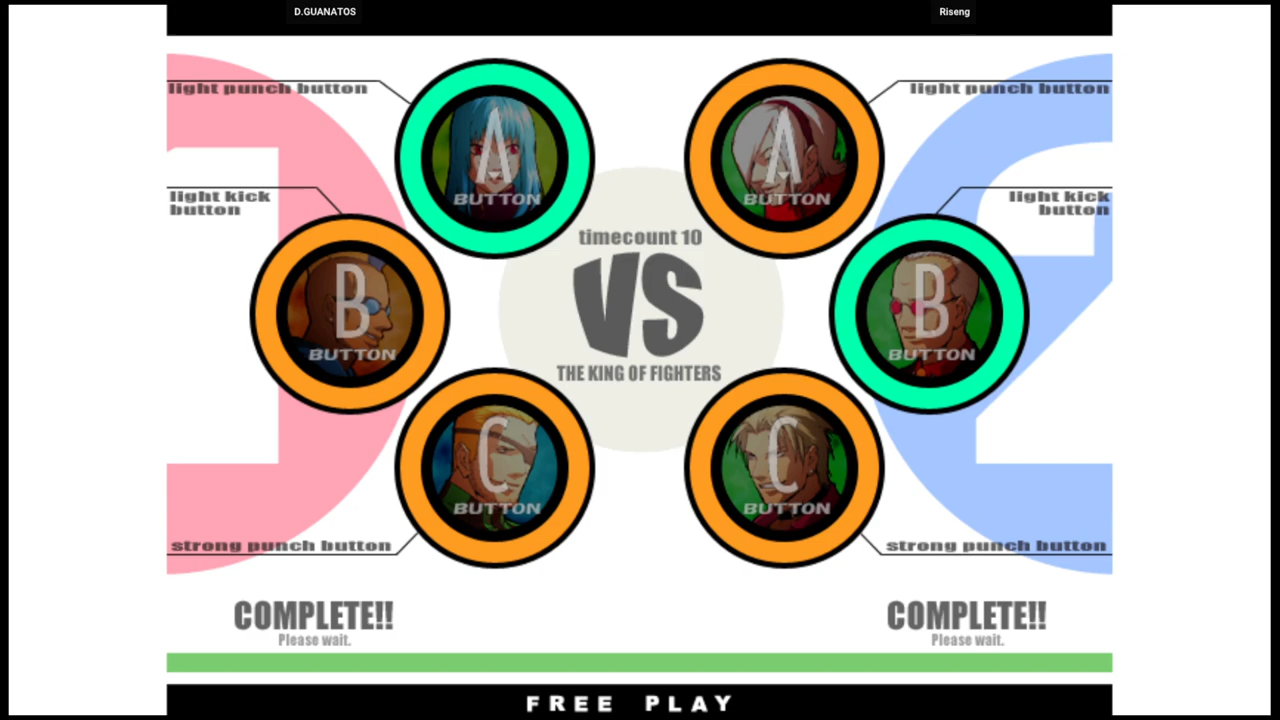 D.GUANATOS
Riseng
light punch button
light punch button
A
BUTTON
A
BUTTON
light kick
button
light kick
button
timecount 10
VS
THE KING OF FIGHTERS
B
BUTTON
B
BUTTON
C
BUTTON
C
BUTTON
strong punch button
strong punch button
COMPLETE!!
Please wait.
COMPLETE!!
Please wait.
FREE PLAY
1
2